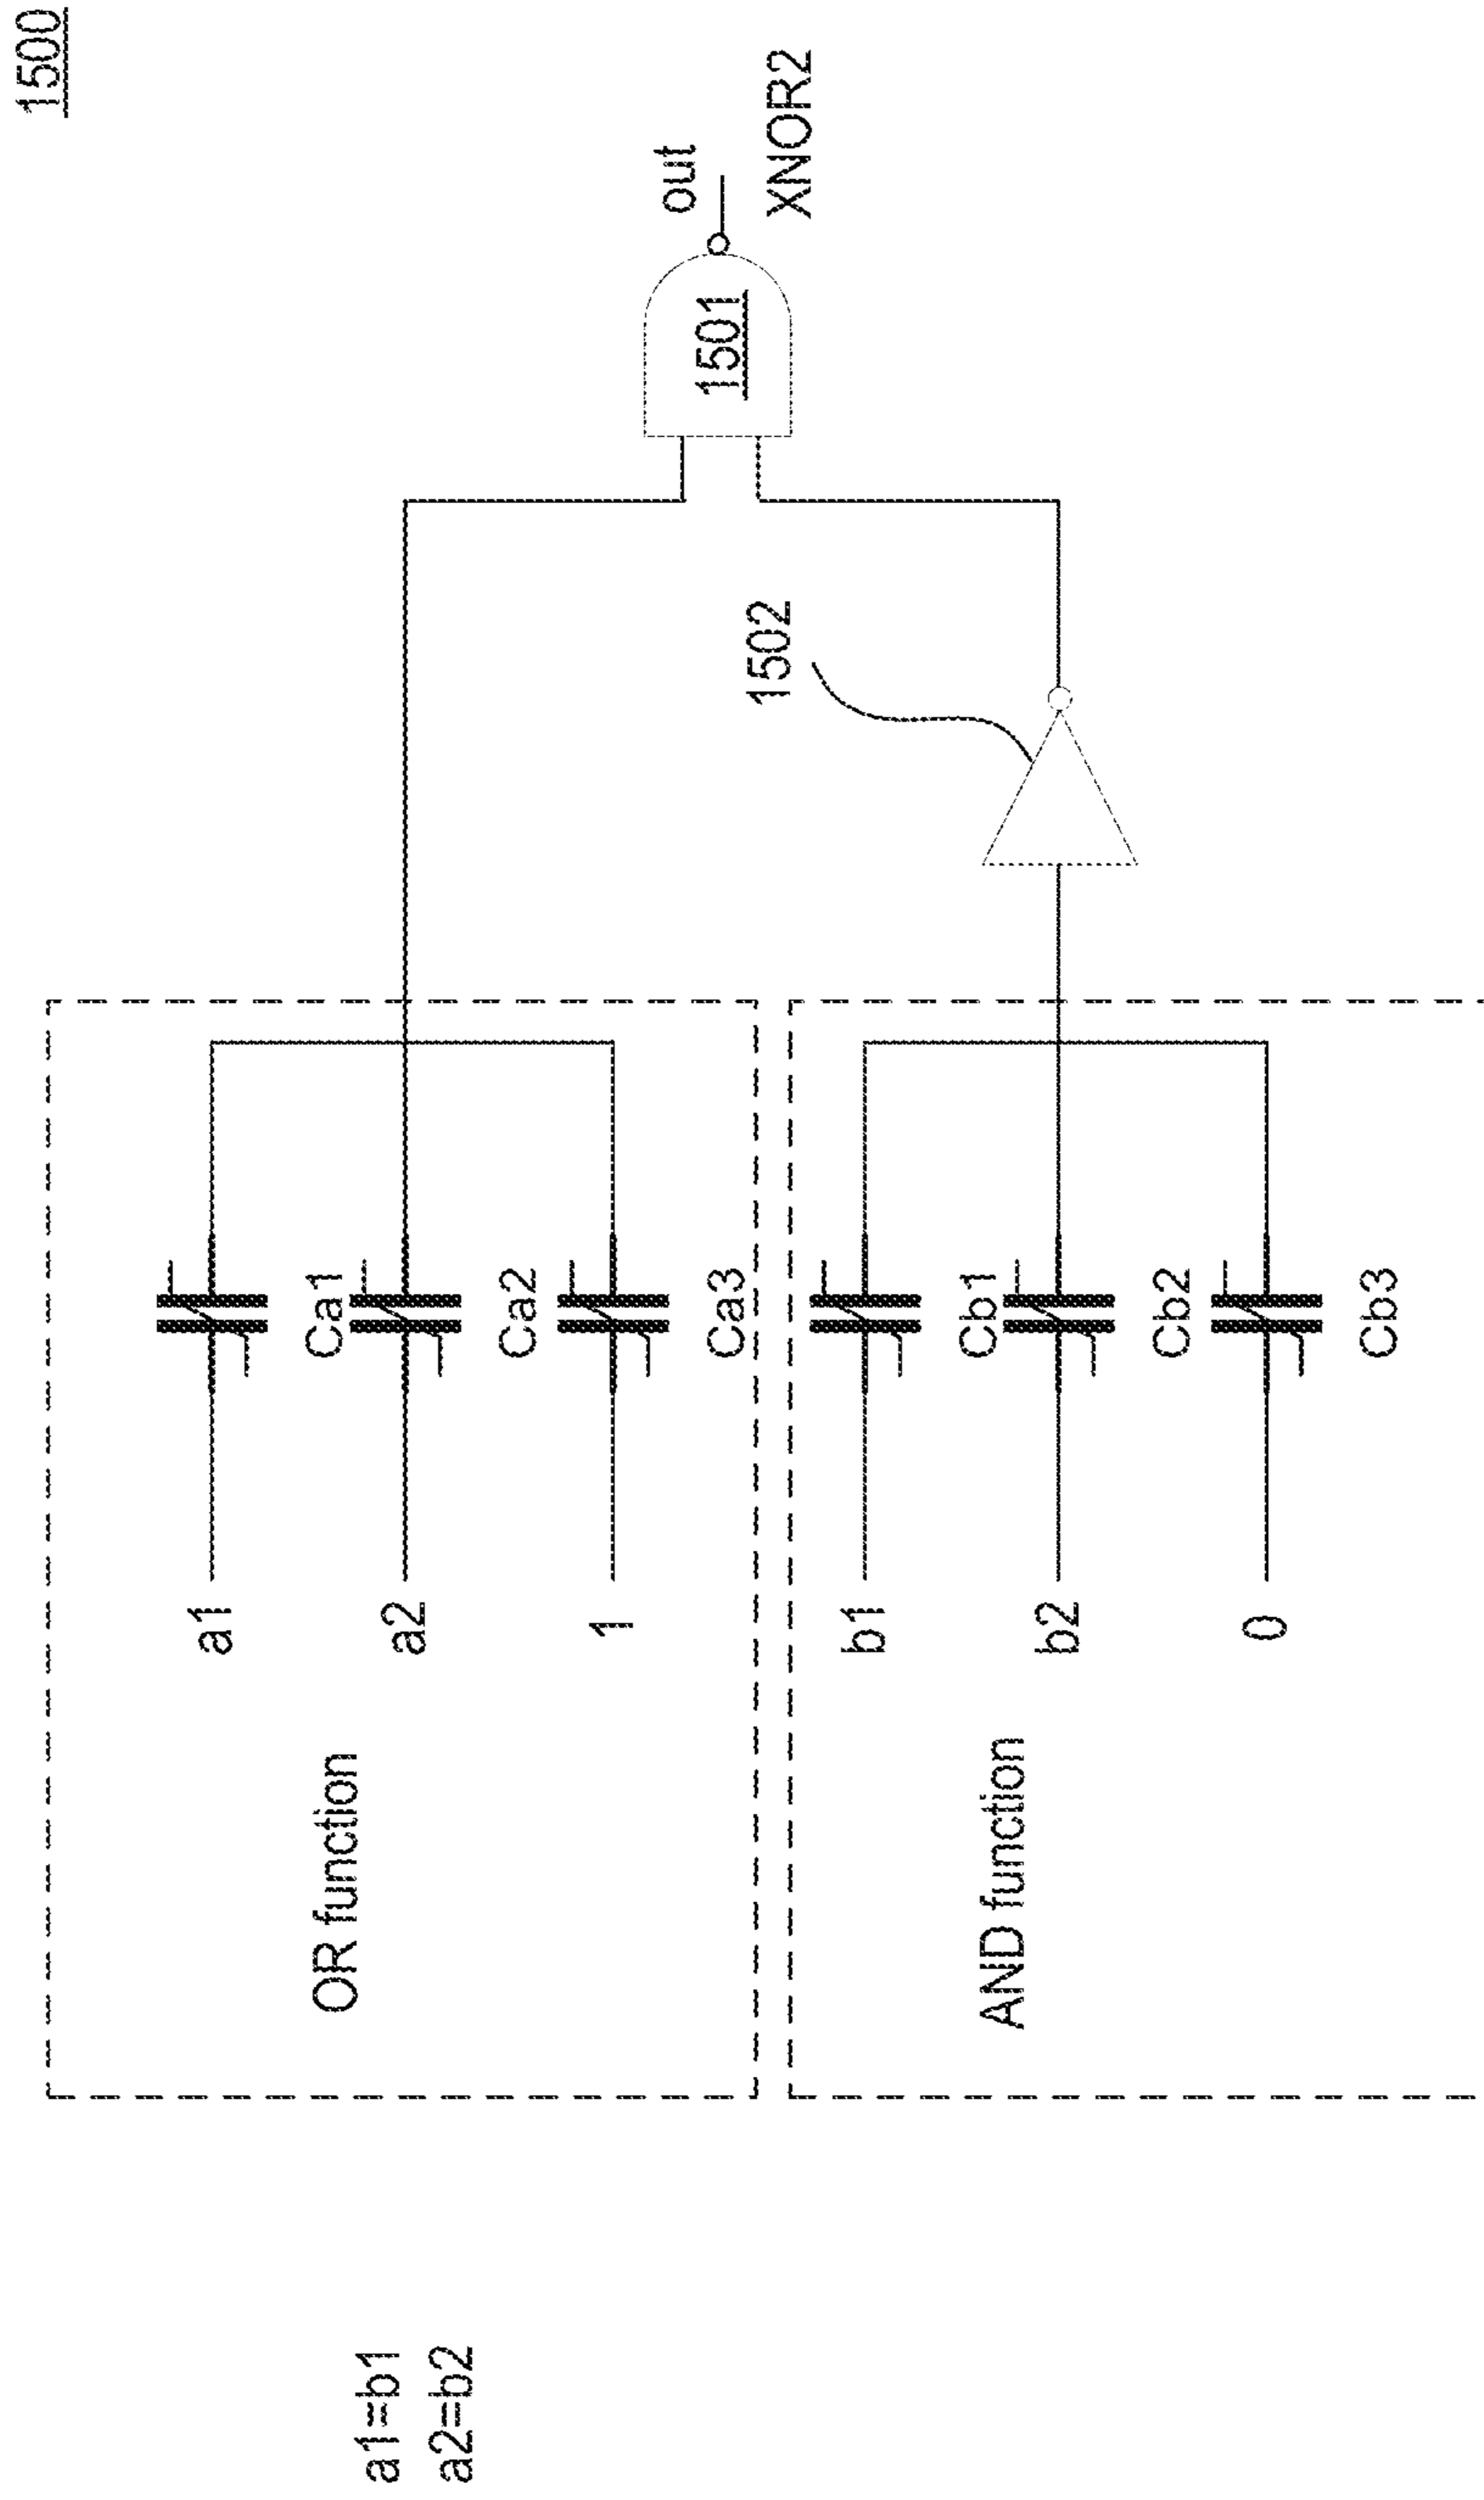 1500
a1=b1
a2=b2
OR function
a1
Ca1
a2
Ca2
1
Ca3
AND function
b1
Cb1
b2
Cb2
0
Cb3
1502
1501
out
XNOR2